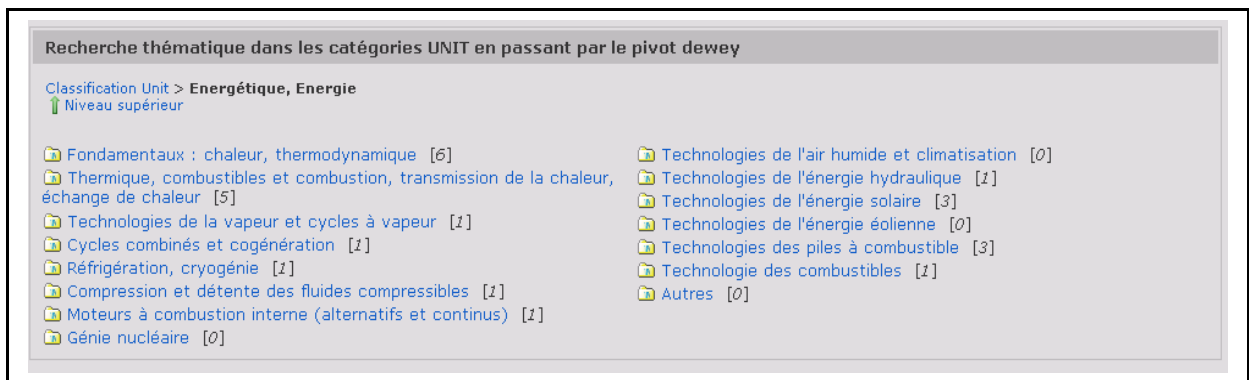 Recherche thématique dans les catégories UNIT en passant par le pivot dewey
Classification Unit > Energétique, Energie
Niveau supérieur
Fondamentaux : chaleur, thermodynamique [6]
Thermique, combustibles et combustion, transmission de la chaleur,
échange de chaleur [5]
Technologies de la vapeur et cycles à vapeur [1]
Cycles combinés et cogénération [1]
Réfrigération, cryogénie [1]
Compression et détente des fluides compressibles [1]
Moteurs à combustion interne (alternatifs et continus) [1]
Génie nucléaire [0]
Technologies de l'air humide et climatisation [0]
Technologies de l'énergie hydraulique [1]
Technologies de l'énergie solaire [3]
Technologies de l'énergie éolienne [0]
Technologies des piles à combustible [3]
Technologie des combustibles [1]
Autres [0]